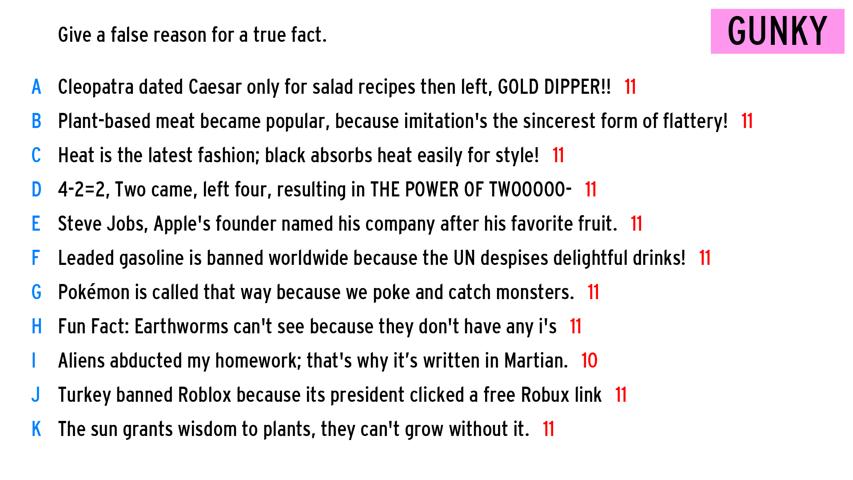 Give a false reason for a true fact.
GUNKY
A Cleopatra dated Caesar only for salad recipes then left, GOLD DIPPER!! 11
B Plant-based meat became popular, because imitation's the sincerest form of flattery! 11
C Heat is the latest fashion; black absorbs heat easily for style! 11
D 4-2=2, Two came, left four, resulting in THE POWER OF TWOOOOO- 11
E Steve Jobs, Apple's founder named his company after his favorite fruit. 11
F Leaded gasoline is banned worldwide because the UN despises delightful drinks! 11
G Pokémon is called that way because we poke and catch monsters. 11
H Fun Fact: Earthworms can't see because they don't have any i's 11
I Aliens abducted my homework; that's why it’s written in Martian. 10
J Turkey banned Roblox because its president clicked a free Robux link 11
K The sun grants wisdom to plants, they can't grow without it. 11